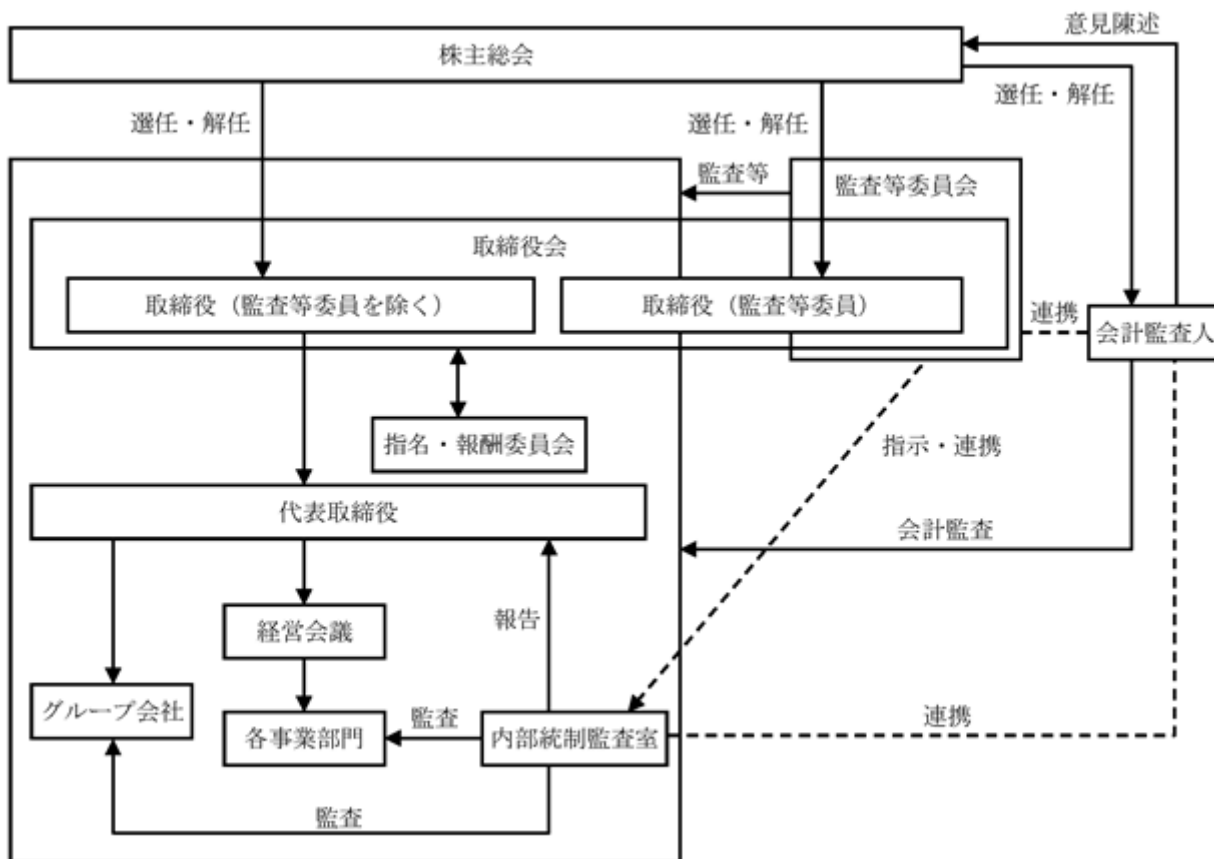 意見陳述
株主総会
選任・解任
選任・解任
選任・解任
監査等
監査等委員会
取締役会
取締役（監査等委員を除く）
取締役（監査等委員）
連携
会計監査人
指名・報酬委員会
指示・連携
代表取締役
会計監査
経営会議
報告
グループ会社
各事業部門
監査
内部統制監査室
連携
監査